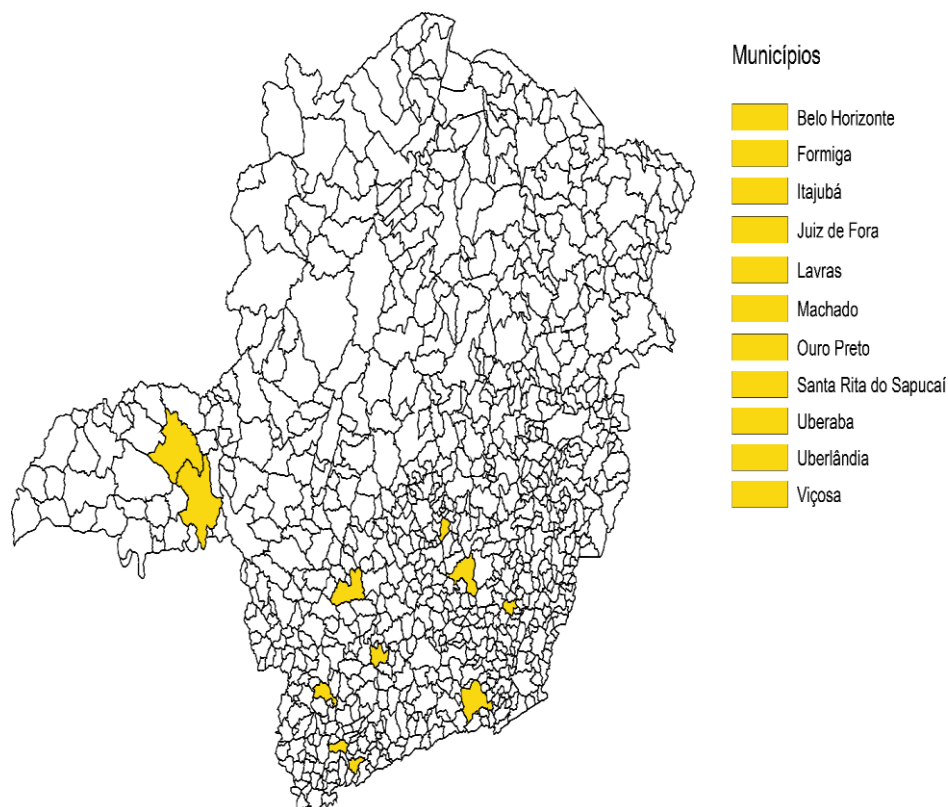 Municípios
Belo Horizonte
Formiga
Itajubá
Juiz de Fora
Lavras
Machado
Ouro Preto
Santa Rita do Sapucaí
Uberaba
Uberlândia
Viçosa